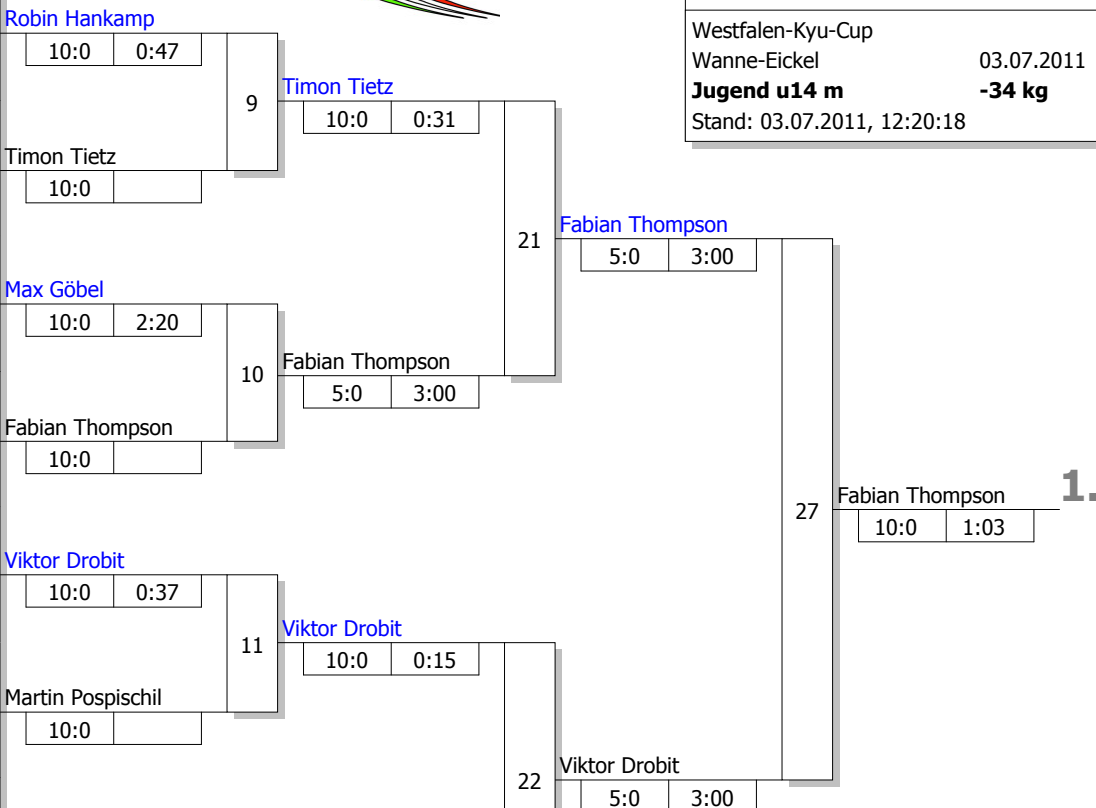 Robin Hankamp
10:0 0:47
Westfalen-Kyu-Cup
Wanne-Eickel 03.07.2011
Jugend u14 m -34 kg
Stand: 03.07.2011, 12:20:18
9
Timon Tietz
10:0 0:31
Timon Tietz
10:0
21
Fabian Thompson
5:0 3:00
Max Göbel
10:0 2:20
10
Fabian Thompson
5:0 3:00
Fabian Thompson
10:0
27
Fabian Thompson 1.
10:0 1:03
Viktor Drobit
10:0 0:37
11
Viktor Drobit
10:0 0:15
Martin Pospischil
10:0
22
Viktor Drobit
5:0 3:00